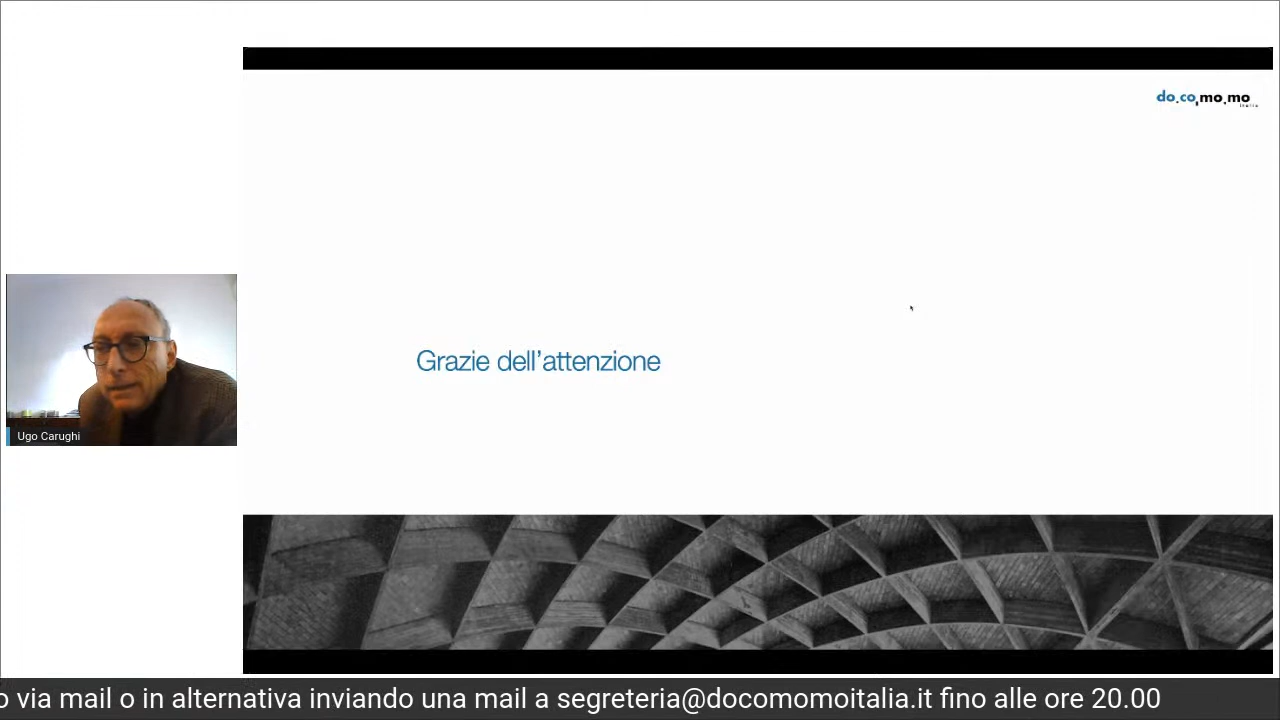 do.co,mo.mo
italia
Grazie dell'attenzione
Ugo Carughi
o via mail o in alternativa inviando una mail a segreteria@docomomoitalia.it fino alle ore 20.00